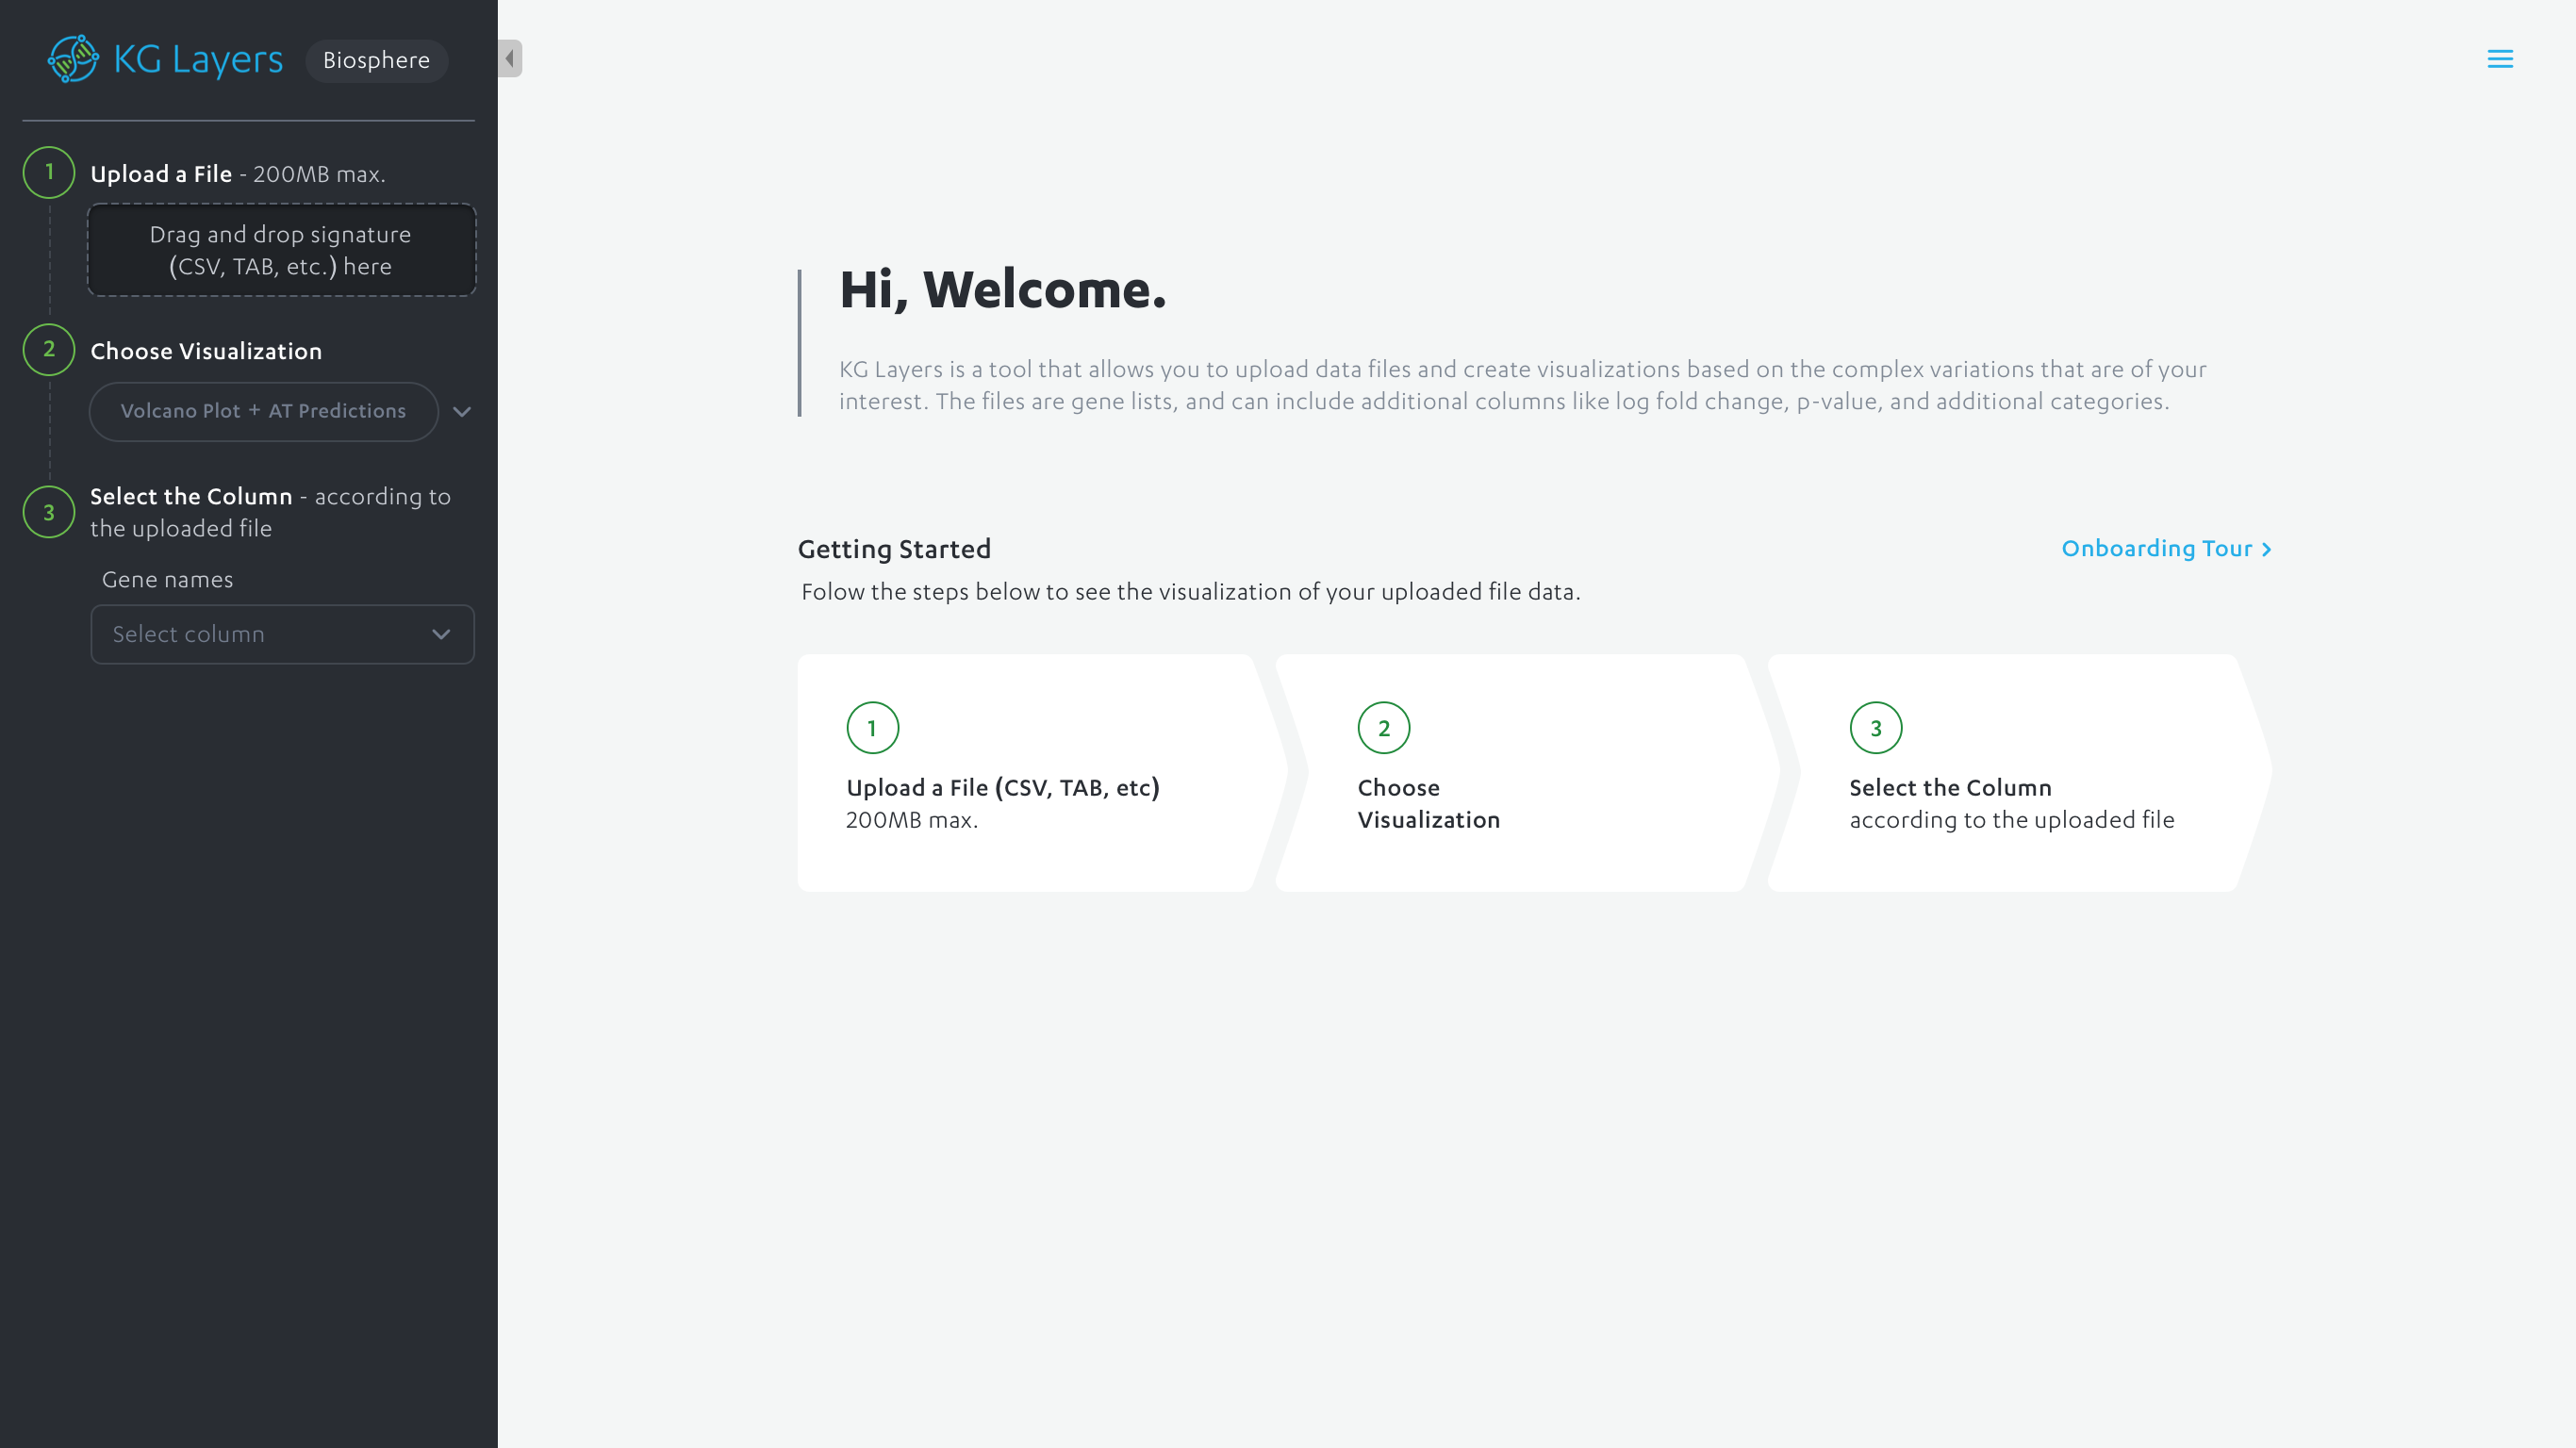 KG Layers Biosphere
1 Upload a File - 200MB max.
Drag and drop signature
(CSV, TAB, etc.) here
2 Choose Visualization
Volcano Plot + AT Predictions
3 Select the Column - according to
the uploaded file
Gene names
Select column
Hi, Welcome.
KG Layers is a tool that allows you to upload data files and create visualizations based on the complex variations that are of your
interest. The files are gene lists, and can include additional columns like log fold change, p-value, and additional categories.
Getting Started
Onboarding Tour >
Folow the steps below to see the visualization of your uploaded file data.
1
Upload a File (CSV, TAB, etc)
200MB max.
2
Choose
Visualization
3
Select the Column
according to the uploaded file